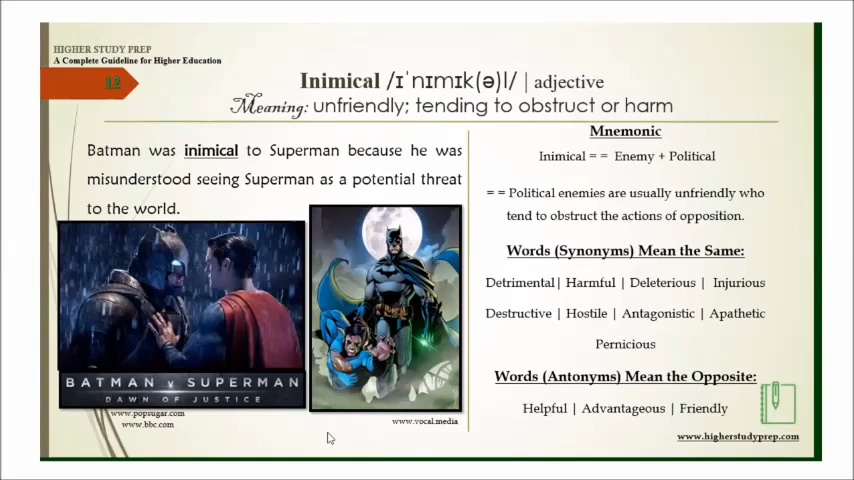 HIGHER STUDY PREP
A Complete Guideline for Higher Education
12
Inimical /ɪˈnɪmɪk(ə)l/ | adjective
Meaning: unfriendly; tending to obstruct or harm
Batman was inimical to Superman because he was
misunderstood seeing Superman as a potential threat
to the world.
BATMAN v SUPERMAN
DAWN OF JUSTICE
www.popsugar.com
www.bbc.com
www.vocal.media
Mnemonic
Inimical = = Enemy + Political
= = Political enemies are usually unfriendly who
tend to obstruct the actions of opposition.
Words (Synonyms) Mean the Same:
Detrimental| Harmful | Deleterious | Injurious
Destructive | Hostile | Antagonistic | Apathetic
Pernicious
Words (Antonyms) Mean the Opposite:
Helpful | Advantageous | Friendly
www.higherstudyprep.com